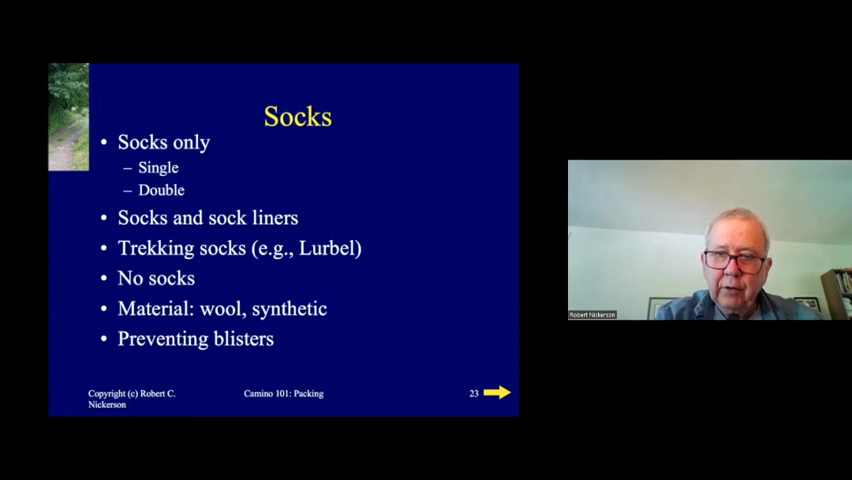 Socks
• Socks only
– Single
– Double
• Socks and sock liners
• Trekking socks (e.g., Lurbel)
• No socks
• Material: wool, synthetic
• Preventing blisters
Copyright (c) Robert C.
Nickerson
Camino 101: Packing
23
Robert Nickerson